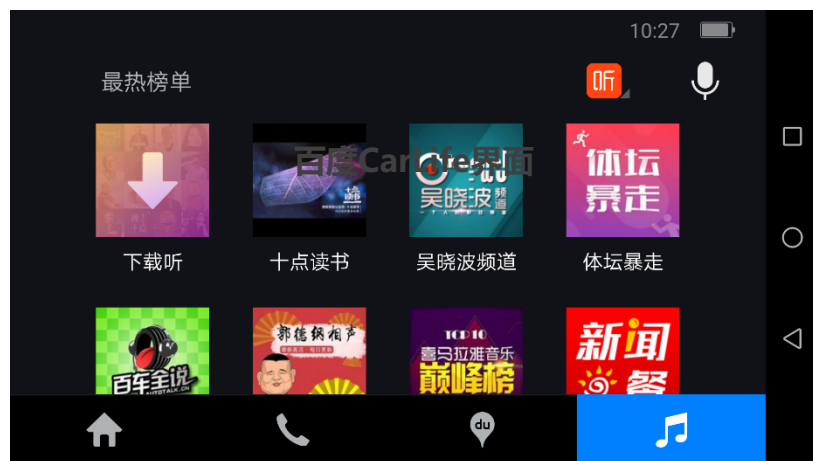 10:27
最热榜单
听
百度CarLife界面
十点读书
吴晓波频道
体坛
暴走
下载听
十点读书
吴晓波频道
体坛暴走
百车全说
AUTOTALK.CN
郭德纲相声
TOP 10
喜马拉雅音乐
巅峰榜
新闻
餐
du